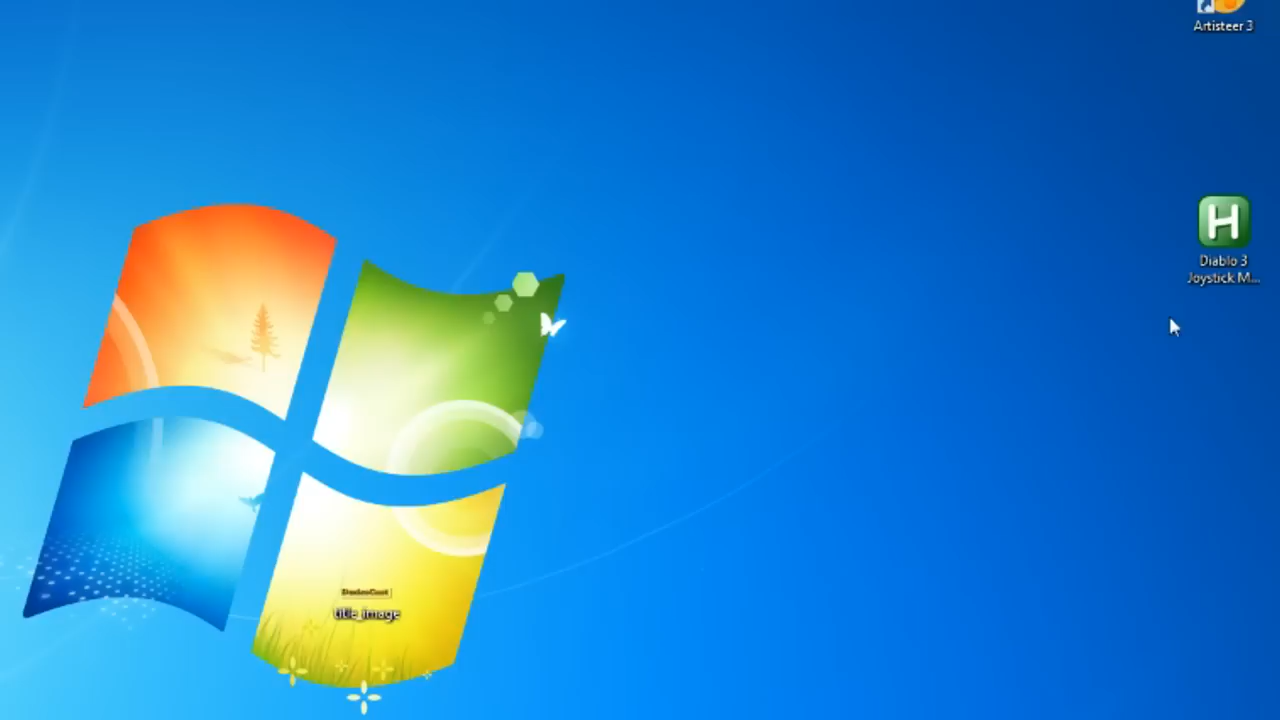 Artisteer 3
H
Diablo 3
Joystick M...
title_image